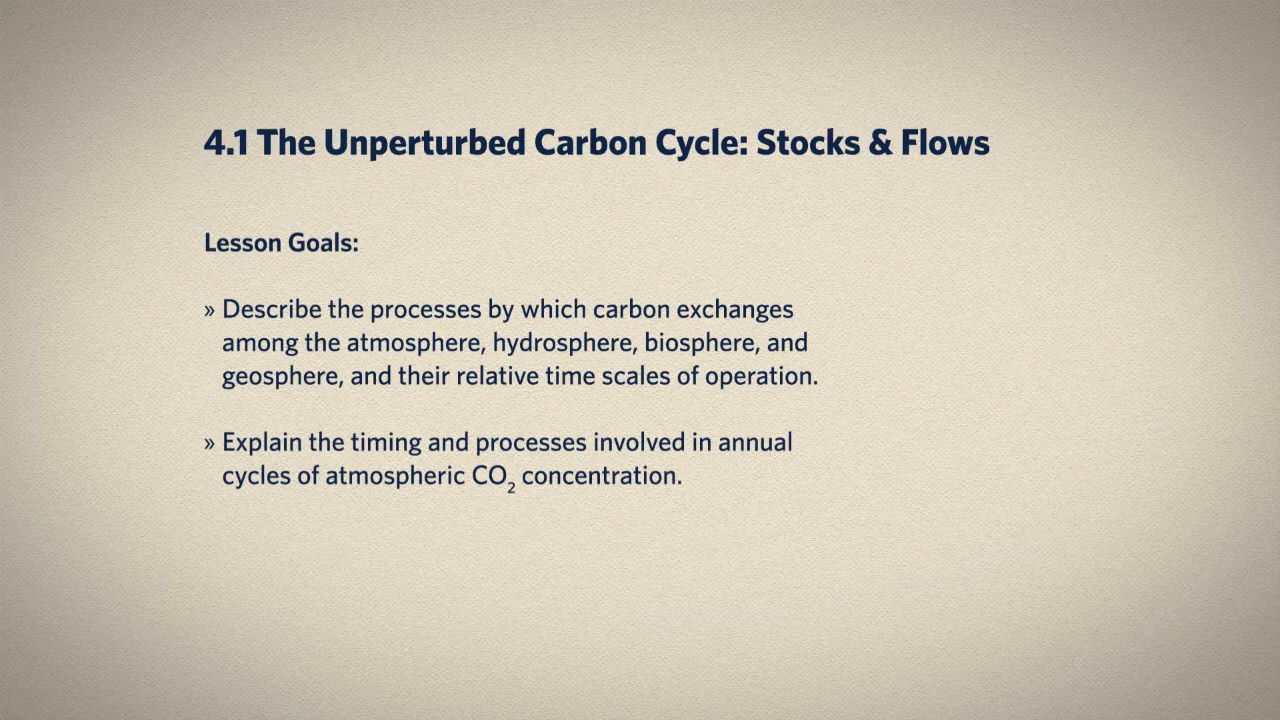 4.1 The Unperturbed Carbon Cycle: Stocks & Flows
Lesson Goals:
» Describe the processes by which carbon exchanges
among the atmosphere, hydrosphere, biosphere, and
geosphere, and their relative time scales of operation.
» Explain the timing and processes involved in annual
cycles of atmospheric CO₂ concentration.